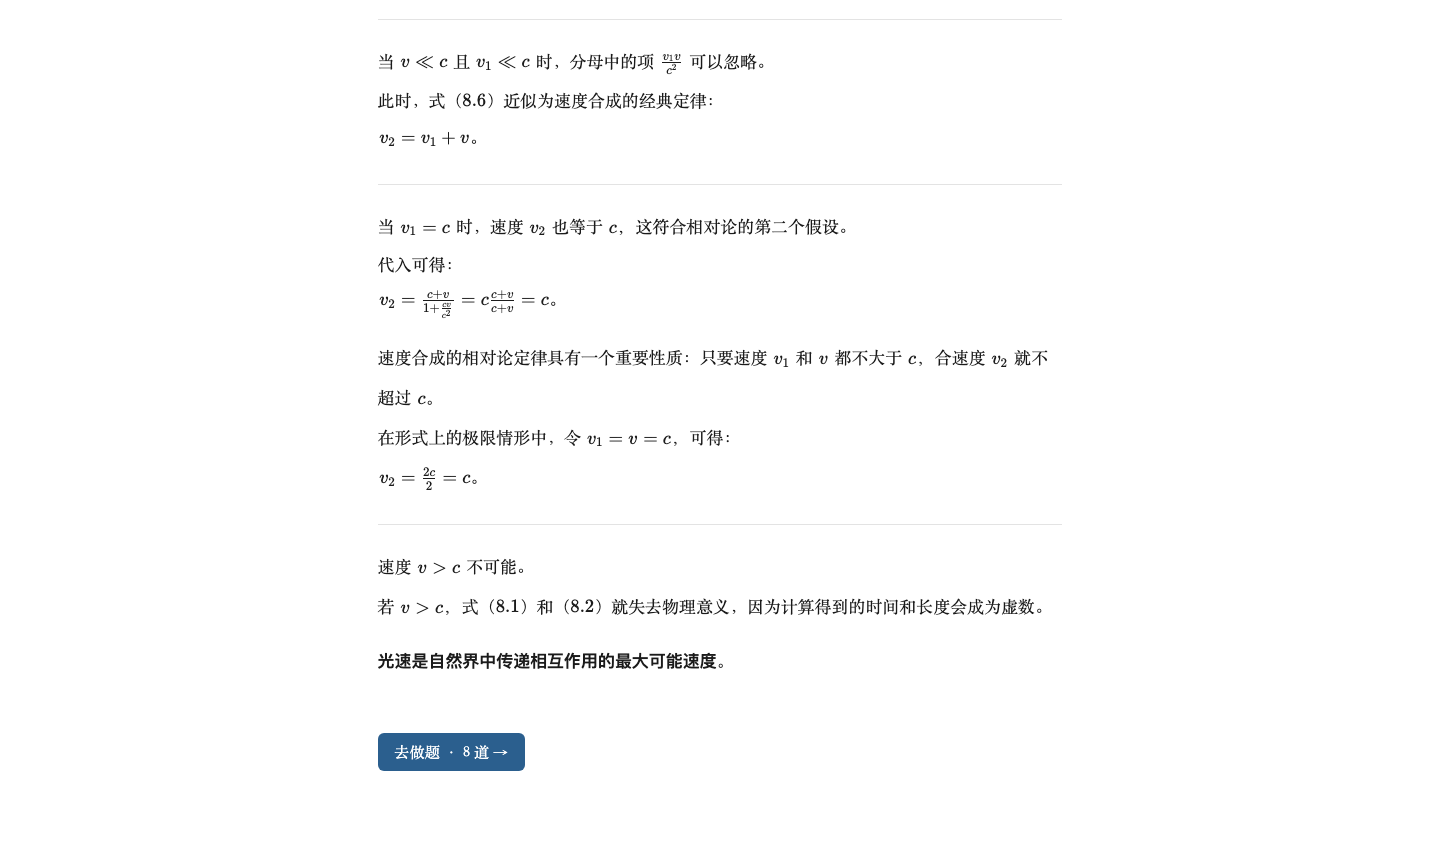 当 v ≪ c 且 v₁ ≪ c 时，分母中的项 \frac{v₁v}{c²} 可以忽略。
此时，式（8.6）近似为速度合成的经典定律：
v₂ = v₁ + v。
当 v₁ = c 时，速度 v₂ 也等于 c，这符合相对论的第二个假设。
代入可得：
v₂ = \frac{c+v}{1+\frac{cv}{c²}} = c\frac{c+v}{c+v} = c。
速度合成的相对论定律具有一个重要性质：只要速度 v₁ 和 v 都不大于 c，合速度 v₂ 就不
超过 c。
在形式上的极限情形中，令 v₁ = v = c，可得：
v₂ = \frac{2c}{2} = c。
速度 v > c 不可能。
若 v > c，式（8.1）和（8.2）就失去物理意义，因为计算得到的时间和长度会成为虚数。
光速是自然界中传递相互作用的最大可能速度。
去做题 · 8 道 →